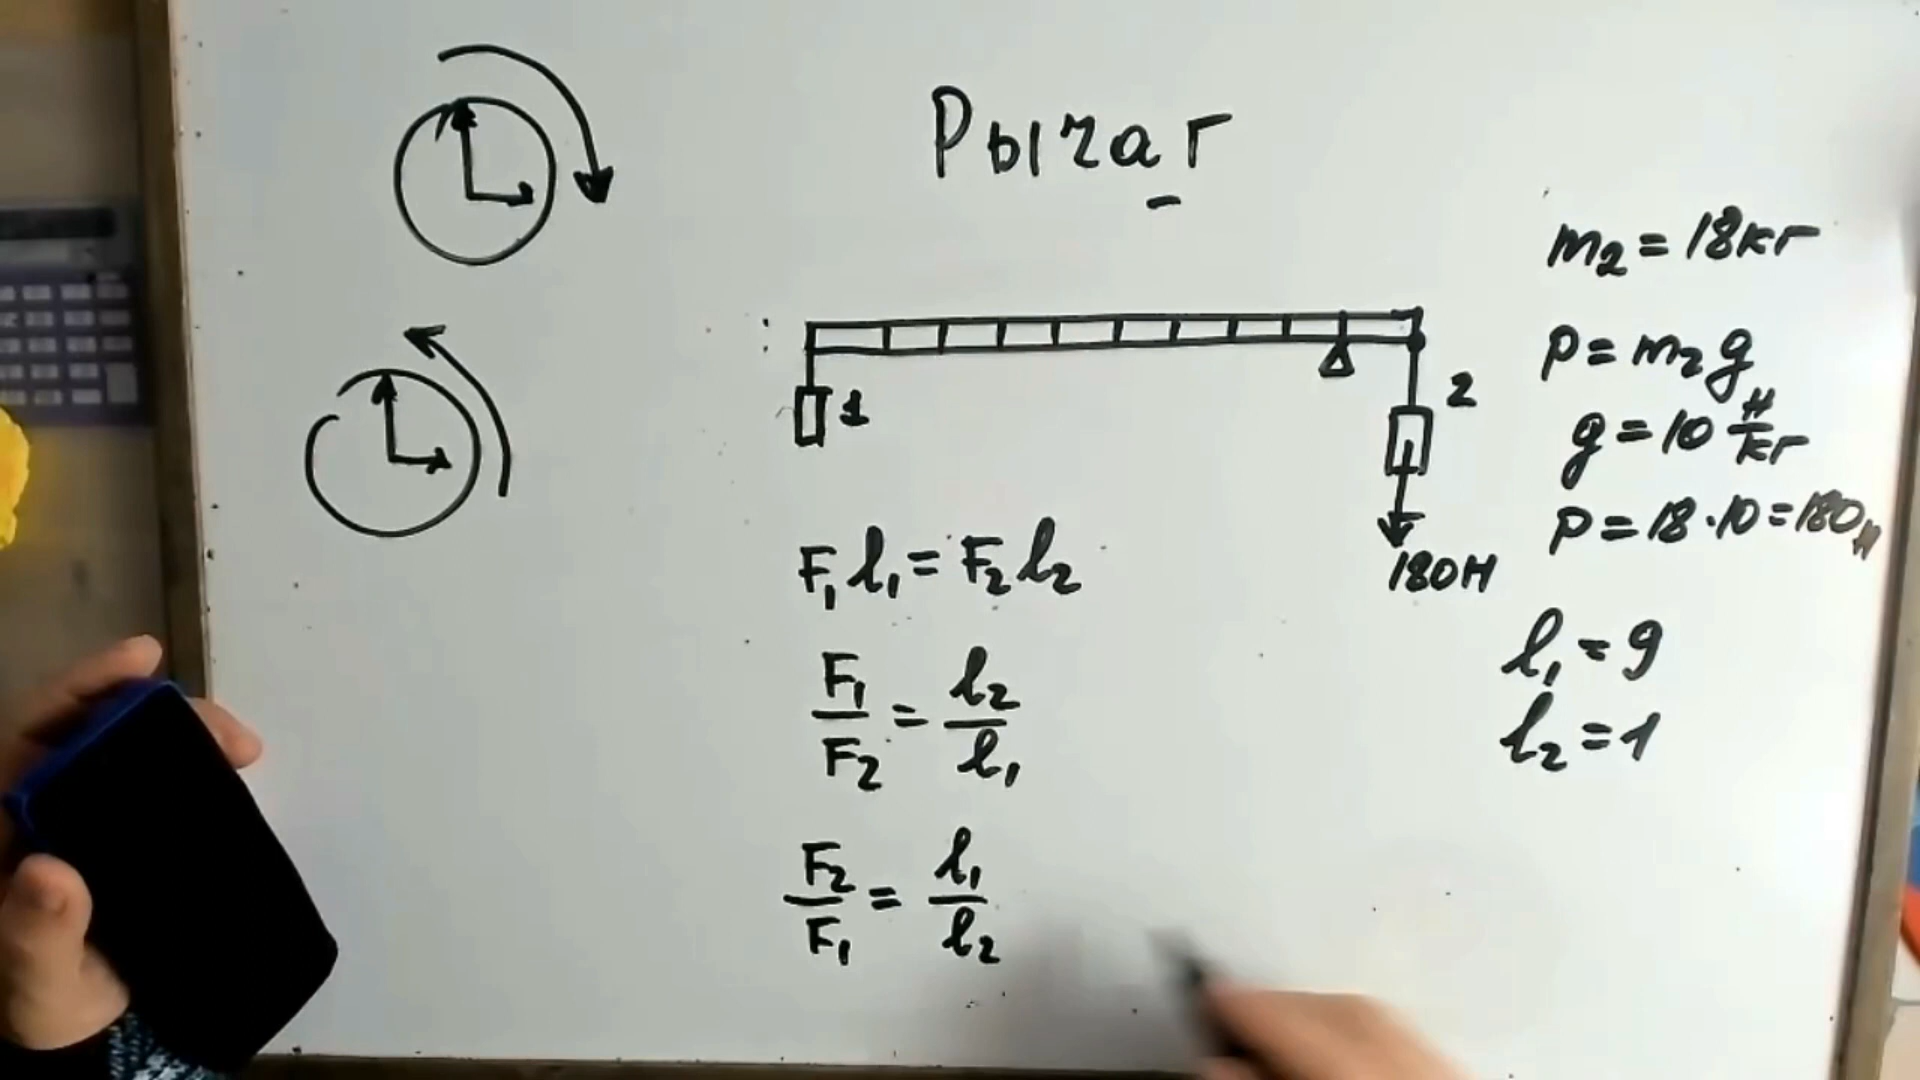 Рычаг
1
2
180Н
m₂ = 18кг
P = m₂g
g = 10 Н/кг
P = 18·10 = 180н
l₁ = 9
l₂ = 1
F₁l₁ = F₂l₂
F₁/F₂ = l₂/l₁
F₂/F₁ = l₁/l₂